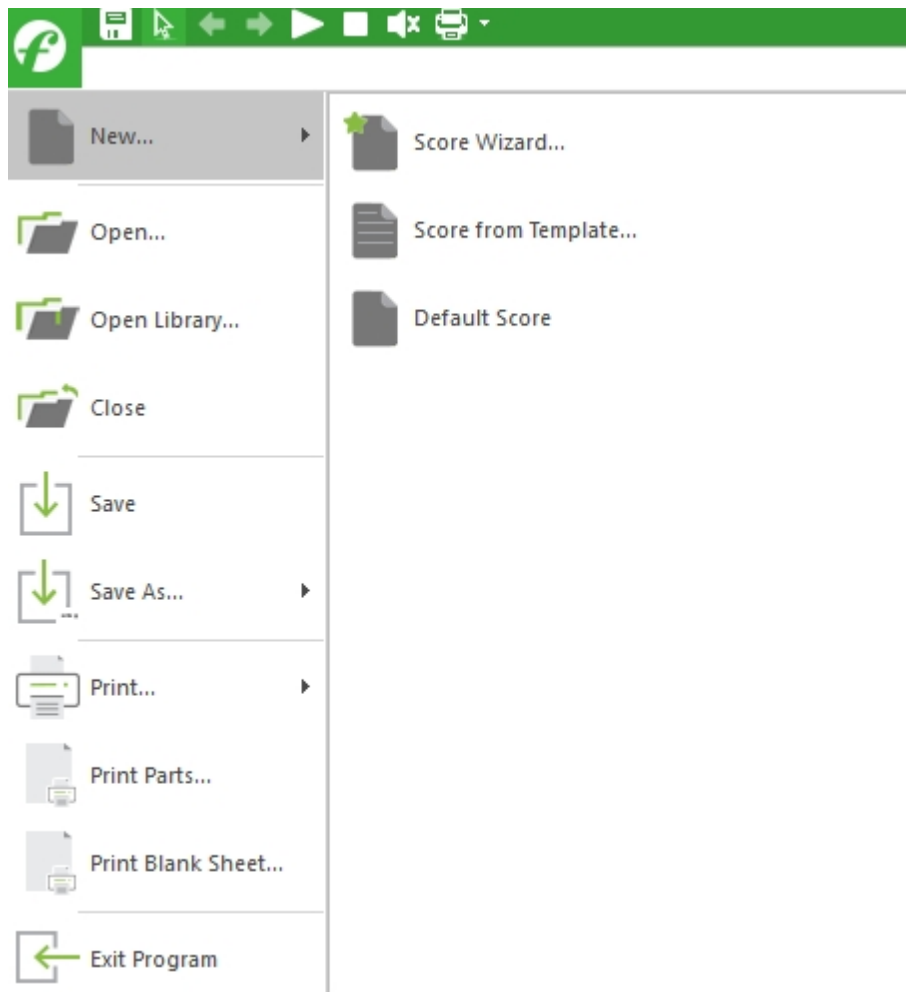 New...
Open...
Open Library...
Close
Save
Save As...
Print...
Print Parts...
Print Blank Sheet...
Exit Program
Score Wizard...
Score from Template...
Default Score